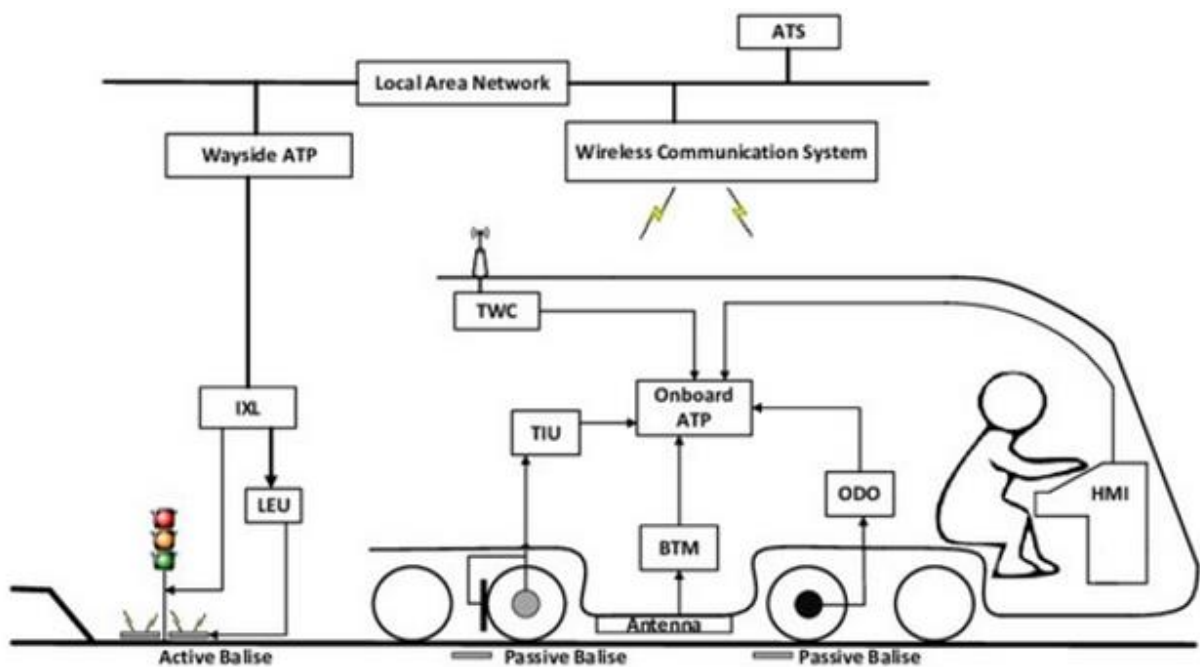 ATS
Local Area Network
Wayside ATP
Wireless Communication System
TWC
Onboard
ATP
IXL
TIU
LEU
ODO
HMI
BTM
Antenna
Active Balise
Passive Balise
Passive Balise